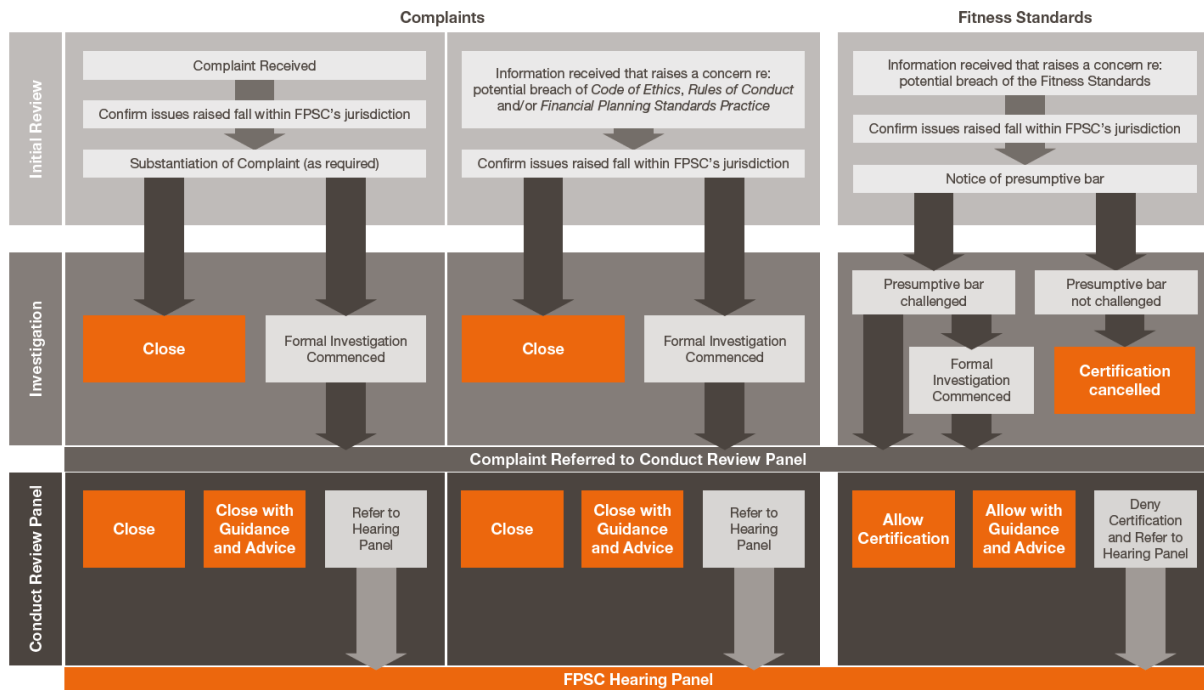 Complaints
Fitness Standards
Initial Review
Complaint Received
Confirm issues raised fall within FPSC's jurisdiction
Substantiation of Complaint (as required)
Information received that raises a concern re:
potential breach of Code of Ethics, Rules of Conduct
and/or Financial Planning Standards Practice
Confirm issues raised fall within FPSC's jurisdiction
Information received that raises a concern re:
potential breach of the Fitness Standards
Confirm issues raised fall within FPSC's jurisdiction
Notice of presumptive bar
Investigation
Close
Formal Investigation
Commenced
Close
Formal Investigation
Commenced
Presumptive bar
challenged
Presumptive bar
not challenged
Formal
Investigation
Commenced
Certification
cancelled
Complaint Referred to Conduct Review Panel
Conduct Review Panel
Close
Close with
Guidance
and Advice
Refer to
Hearing
Panel
Close
Close with
Guidance
and Advice
Refer to
Hearing
Panel
Allow
Certification
Allow with
Guidance
and Advice
Deny
Certification
and Refer to
Hearing Panel
FPSC Hearing Panel